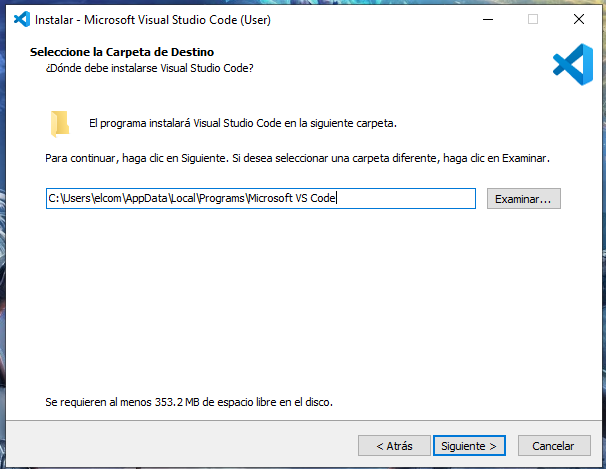 Instalar - Microsoft Visual Studio Code (User)
Seleccione la Carpeta de Destino
¿Dónde debe instalarse Visual Studio Code?
El programa instalará Visual Studio Code en la siguiente carpeta.
Para continuar, haga clic en Siguiente. Si desea seleccionar una carpeta diferente, haga clic en Examinar.
C:\Users\elcom\AppData\Local\Programs\Microsoft VS Code
Examinar...
Se requieren al menos 353.2 MB de espacio libre en el disco.
< Atrás
Siguiente >
Cancelar